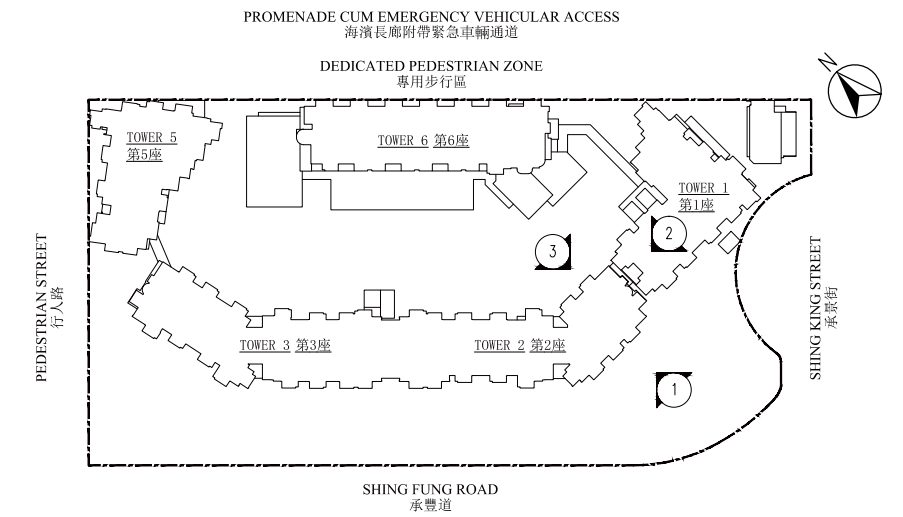 PROMENADE CUM EMERGENCY VEHICULAR ACCESS
海濱長廊附帶緊急車輛通道
DEDICATED PEDESTRIAN ZONE
專用步行區
N
TOWER 5
第5座
TOWER 6 第6座
TOWER 1
第1座
2
3
PEDESTRIAN STREET
行人路
SHING KING STREET
承景街
TOWER 3 第3座
TOWER 2 第2座
1
SHING FUNG ROAD
承豐道